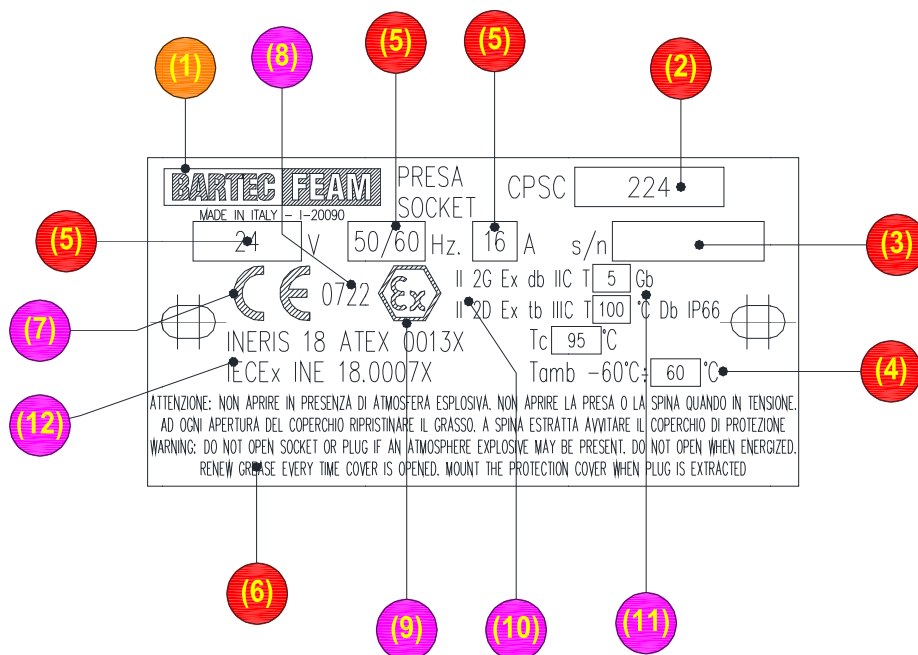 (1) (8) (5) (5) (2)
BARTEC FEAM PRESA CPSC 224
SOCKET
MADE IN ITALY - I-20090
(5) 24 V 50/60 Hz. 16 A s/n (3)
II 2G Ex db IIC T 5 Gb
(7) CE 0722 Ex II 2D Ex tb IIIC T 100 °C Db IP66
INERIS 18 ATEX 0013X Tc 95 °C
IECEx INE 18.0007X Tamb -60°C÷ 60 °C (4)
(12)
ATTENZIONE: NON APRIRE IN PRESENZA DI ATMOSFERA ESPLOSIVA. NON APRIRE LA PRESA O LA SPINA QUANDO IN TENSIONE.
AD OGNI APERTURA DEL COPERCHIO RIPRISTINARE IL GRASSO. A SPINA ESTRATTA AVVITARE IL COPERCHIO DI PROTEZIONE
WARNING: DO NOT OPEN SOCKET OR PLUG IF AN ATMOSPHERE EXPLOSIVE MAY BE PRESENT. DO NOT OPEN WHEN ENERGIZED.
RENEW GREASE EVERY TIME COVER IS OPENED. MOUNT THE PROTECTION COVER WHEN PLUG IS EXTRACTED
(6) (9) (10) (11)